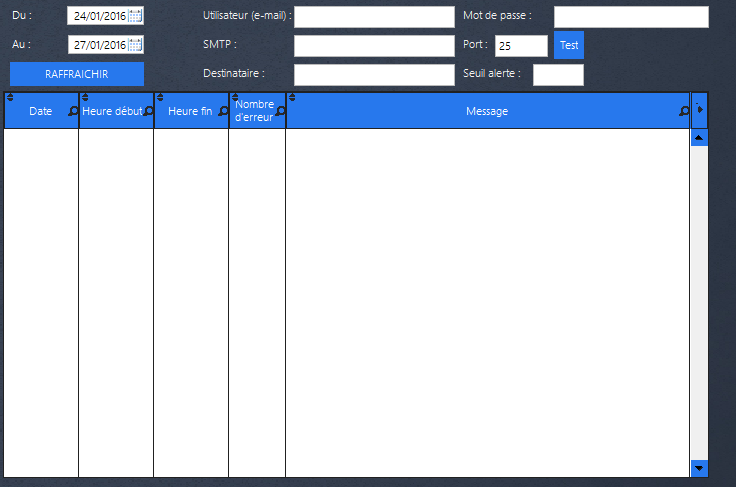 Du : 24/01/2016 Utilisateur (e-mail) : Mot de passe :
Au : 27/01/2016 SMTP : Port : 25 Test
RAFFRAICHIR Destinataire : Seuil alerte :
Date Heure début Heure fin Nombre d'erreur Message